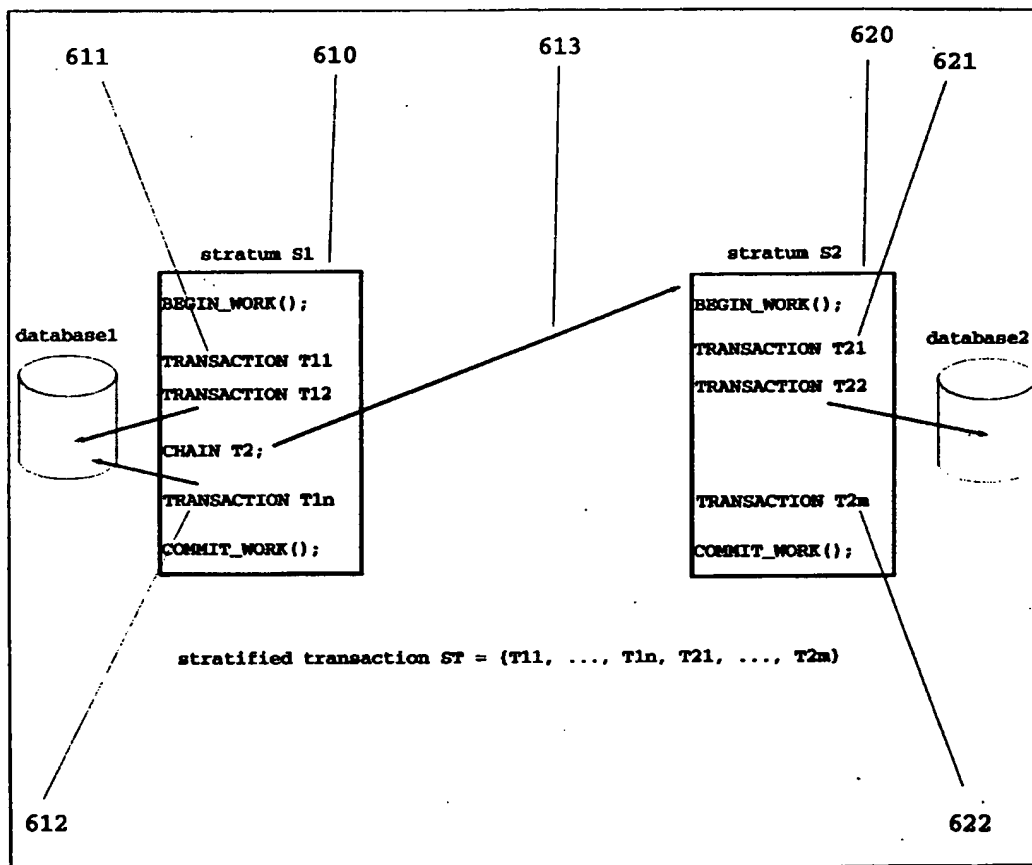 611 610 613 620 621
stratum S1
BEGIN_WORK();
TRANSACTION T11
TRANSACTION T12
CHAIN T2;
TRANSACTION T1n
COMMIT_WORK();
database1
stratum S2
BEGIN_WORK();
TRANSACTION T21
TRANSACTION T22
TRANSACTION T2m
COMMIT_WORK();
database2
stratified transaction ST = {T11, ..., T1n, T21, ..., T2m}
612 622